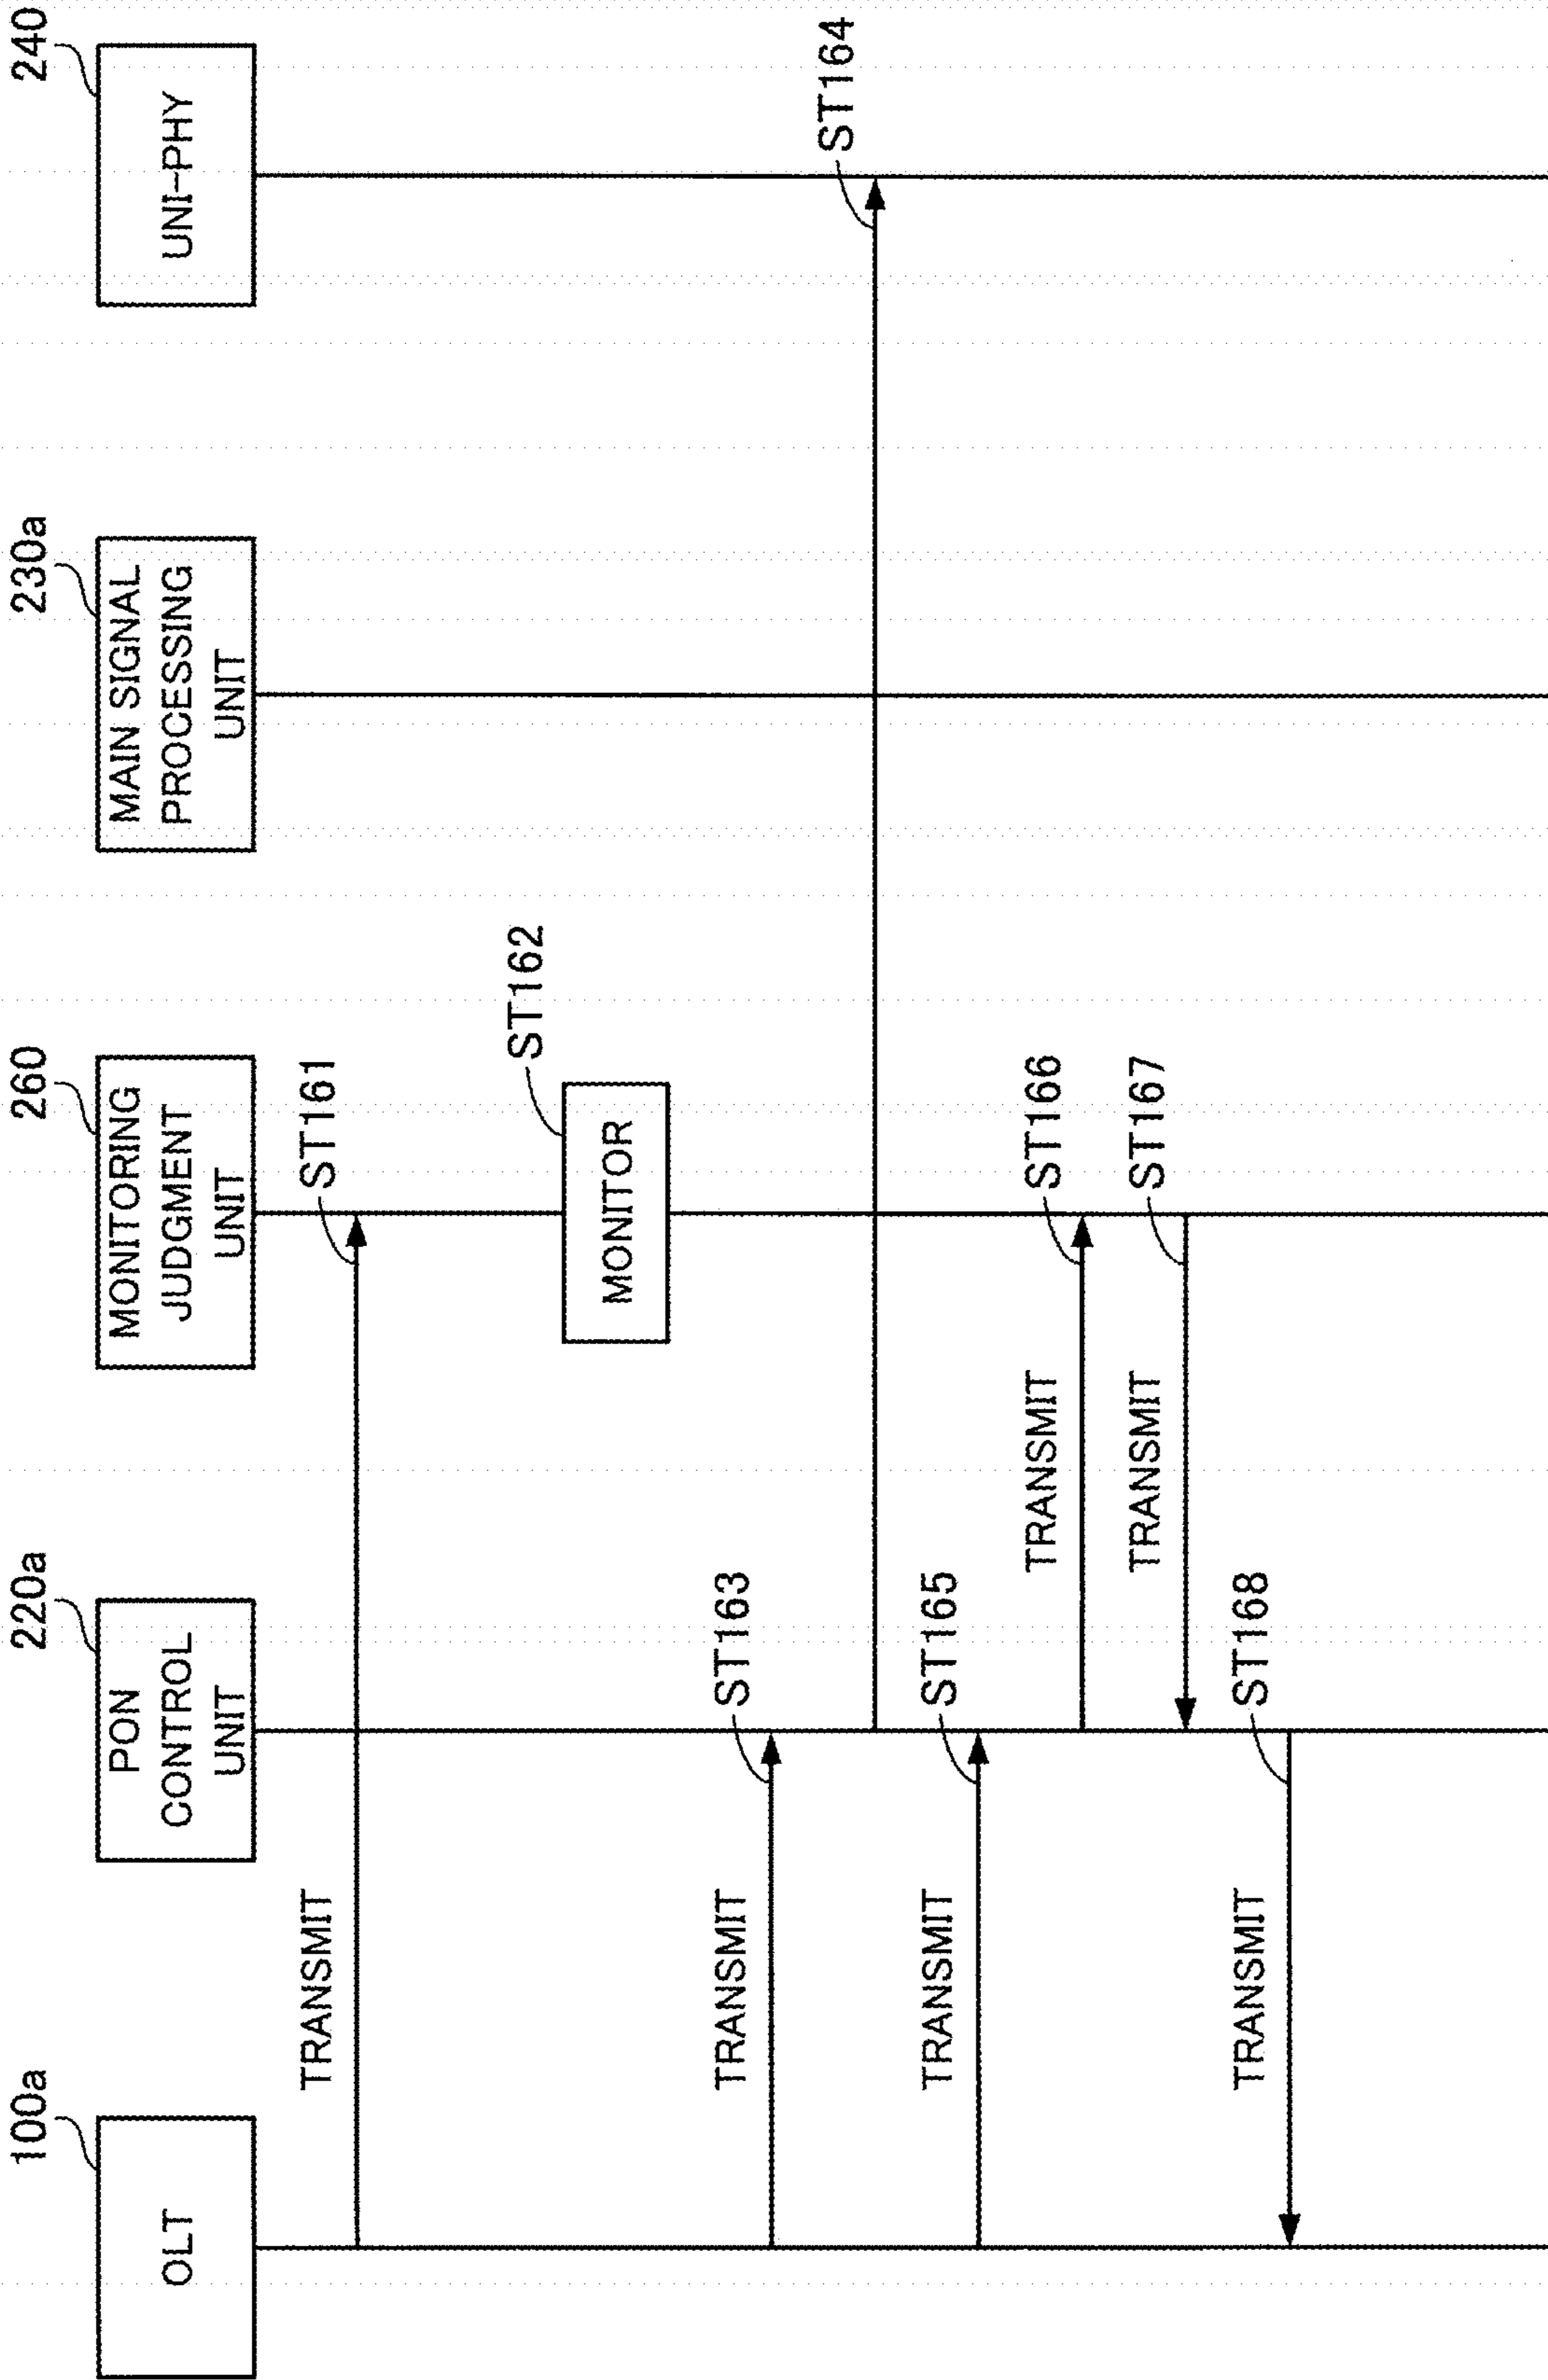 100a
OLT
220a
PON
CONTROL
UNIT
260
MONITORING
JUDGMENT
UNIT
230a
MAIN SIGNAL
PROCESSING
UNIT
240
UNI-PHY
TRANSMIT
ST161
ST162
MONITOR
TRANSMIT
ST163
ST164
TRANSMIT
ST165
TRANSMIT
ST166
TRANSMIT
ST167
TRANSMIT
ST168